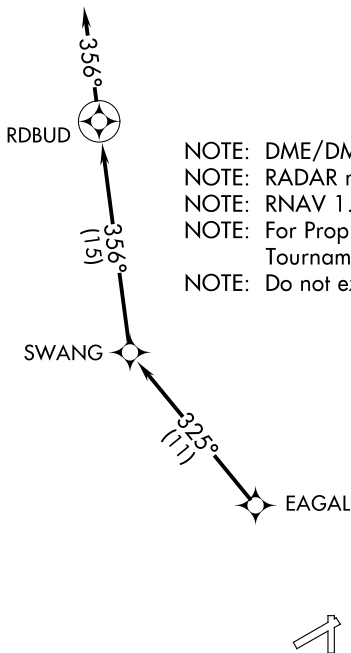 356°
RDBUD
NOTE: DME/DM
NOTE: RADAR
NOTE: RNAV 1.
NOTE: For Prop
Tournam
NOTE: Do not ex
356°
(15)
SWANG
325°
(11)
EAGAL